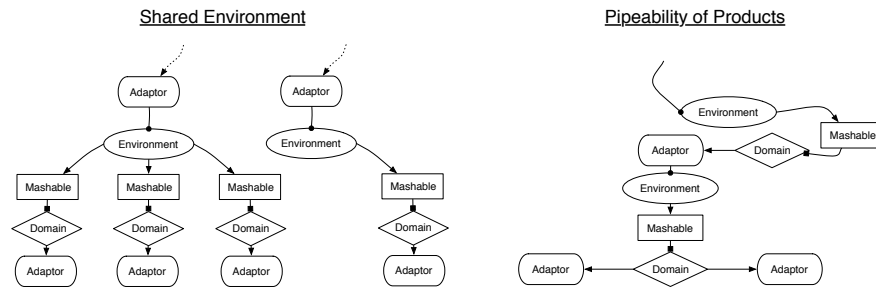 Shared Environment
Pipeability of Products
Adaptor
Adaptor
Environment
Environment
Mashable
Mashable
Mashable
Mashable
Domain
Domain
Domain
Domain
Adaptor
Adaptor
Adaptor
Adaptor
Environment
Mashable
Domain
Adaptor
Environment
Mashable
Domain
Adaptor
Adaptor